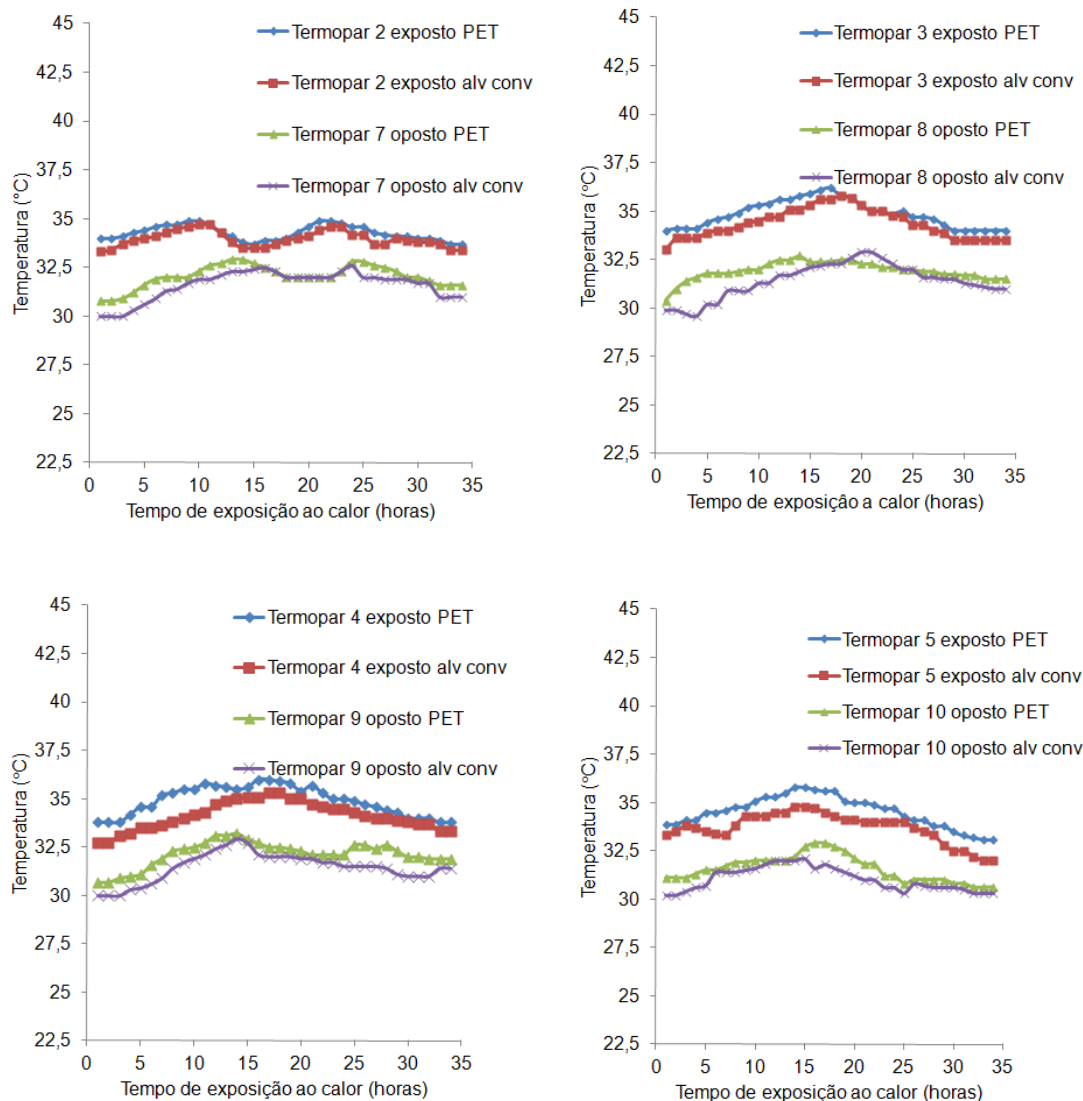 45
42,5
40
37,5
35
32,5
30
27,5
25
22,5
Temperatura (°C)
Termopar 2 exposto PET
Termopar 2 exposto alv conv
Termopar 7 oposto PET
Termopar 7 oposto alv conv
0 5 10 15 20 25 30 35
Tempo de exposição ao calor (horas)
45
42,5
40
37,5
35
32,5
30
27,5
25
22,5
Temperatura (°C)
Termopar 3 exposto PET
Termopar 3 exposto alv conv
Termopar 8 oposto PET
Termopar 8 oposto alv conv
0 5 10 15 20 25 30 35
Tempo de exposiçâo a calor (horas)
45
42,5
40
37,5
35
32,5
30
27,5
25
22,5
Temperatura (°C)
Termopar 4 exposto PET
Termopar 4 exposto alv conv
Termopar 9 oposto PET
Termopar 9 oposto alv conv
0 5 10 15 20 25 30 35
Tempo de exposição ao calor (horas)
45
42,5
40
37,5
35
32,5
30
27,5
25
22,5
Temperatura (°C)
Termopar 5 exposto PET
Termopar 5 exposto alv conv
Termopar 10 oposto PET
Termopar 10 oposto alv conv
0 5 10 15 20 25 30 35
Tempo de exposição ao calor (horas)